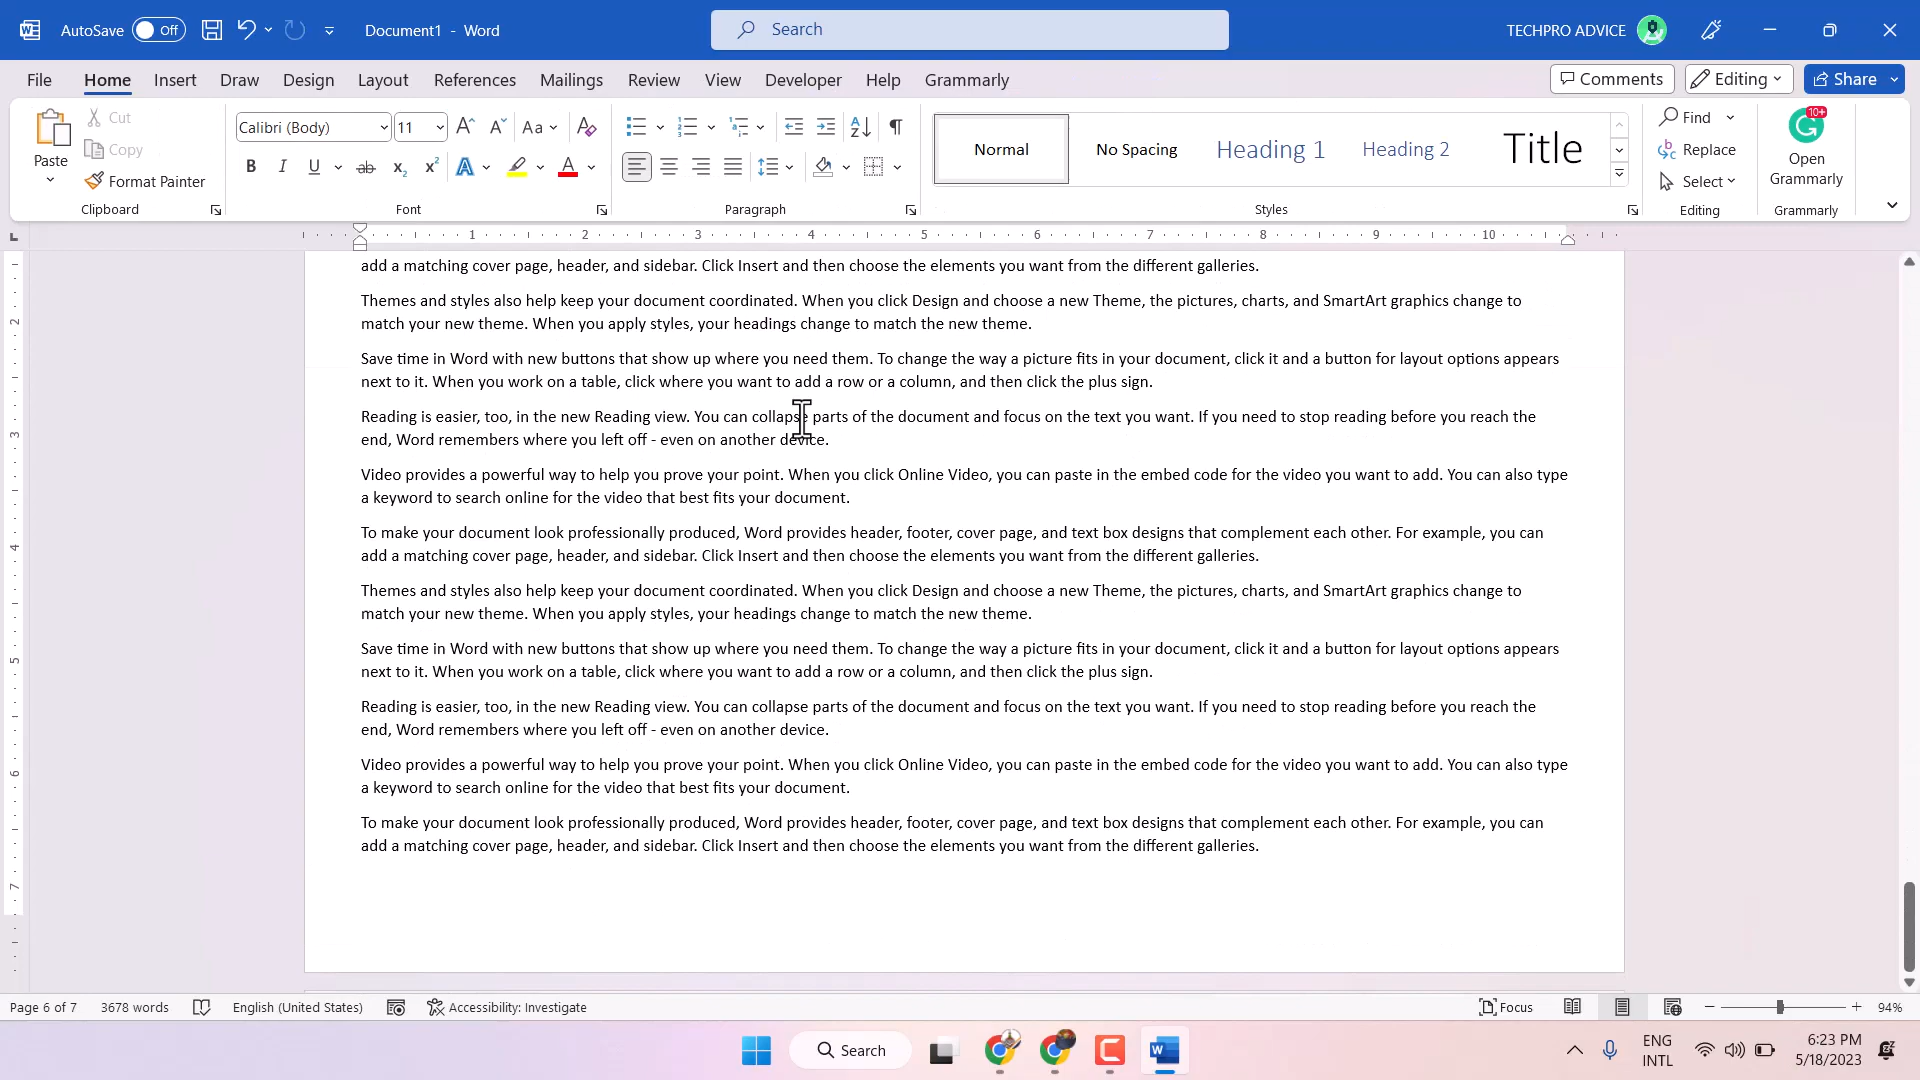 AutoSave Off Document1 - Word Search TECHPRO ADVICE
File Home Insert Draw Design Layout References Mailings Review View Developer Help Grammarly Comments Editing Share
Paste Cut Copy Format Painter
Clipboard
Calibri (Body) 11 Aa
B I U ab x₂ x² A A
Font
Paragraph
Normal No Spacing Heading 1 Heading 2 Title
Styles
Find
Replace
Select
Editing
10+
Open
Grammarly
Grammarly
1 2 3 4 5 6 7 8 9 10
add a matching cover page, header, and sidebar. Click Insert and then choose the elements you want from the different galleries.
Themes and styles also help keep your document coordinated. When you click Design and choose a new Theme, the pictures, charts, and SmartArt graphics change to
match your new theme. When you apply styles, your headings change to match the new theme.
Save time in Word with new buttons that show up where you need them. To change the way a picture fits in your document, click it and a button for layout options appears
next to it. When you work on a table, click where you want to add a row or a column, and then click the plus sign.
Reading is easier, too, in the new Reading view. You can collapse parts of the document and focus on the text you want. If you need to stop reading before you reach the
end, Word remembers where you left off - even on another device.
Video provides a powerful way to help you prove your point. When you click Online Video, you can paste in the embed code for the video you want to add. You can also type
a keyword to search online for the video that best fits your document.
To make your document look professionally produced, Word provides header, footer, cover page, and text box designs that complement each other. For example, you can
add a matching cover page, header, and sidebar. Click Insert and then choose the elements you want from the different galleries.
Themes and styles also help keep your document coordinated. When you click Design and choose a new Theme, the pictures, charts, and SmartArt graphics change to
match your new theme. When you apply styles, your headings change to match the new theme.
Save time in Word with new buttons that show up where you need them. To change the way a picture fits in your document, click it and a button for layout options appears
next to it. When you work on a table, click where you want to add a row or a column, and then click the plus sign.
Reading is easier, too, in the new Reading view. You can collapse parts of the document and focus on the text you want. If you need to stop reading before you reach the
end, Word remembers where you left off - even on another device.
Video provides a powerful way to help you prove your point. When you click Online Video, you can paste in the embed code for the video you want to add. You can also type
a keyword to search online for the video that best fits your document.
To make your document look professionally produced, Word provides header, footer, cover page, and text box designs that complement each other. For example, you can
add a matching cover page, header, and sidebar. Click Insert and then choose the elements you want from the different galleries.
2
3
4
5
6
7
Page 6 of 7 3678 words English (United States) Accessibility: Investigate Focus 94%
Search ENG INTL 6:23 PM 5/18/2023